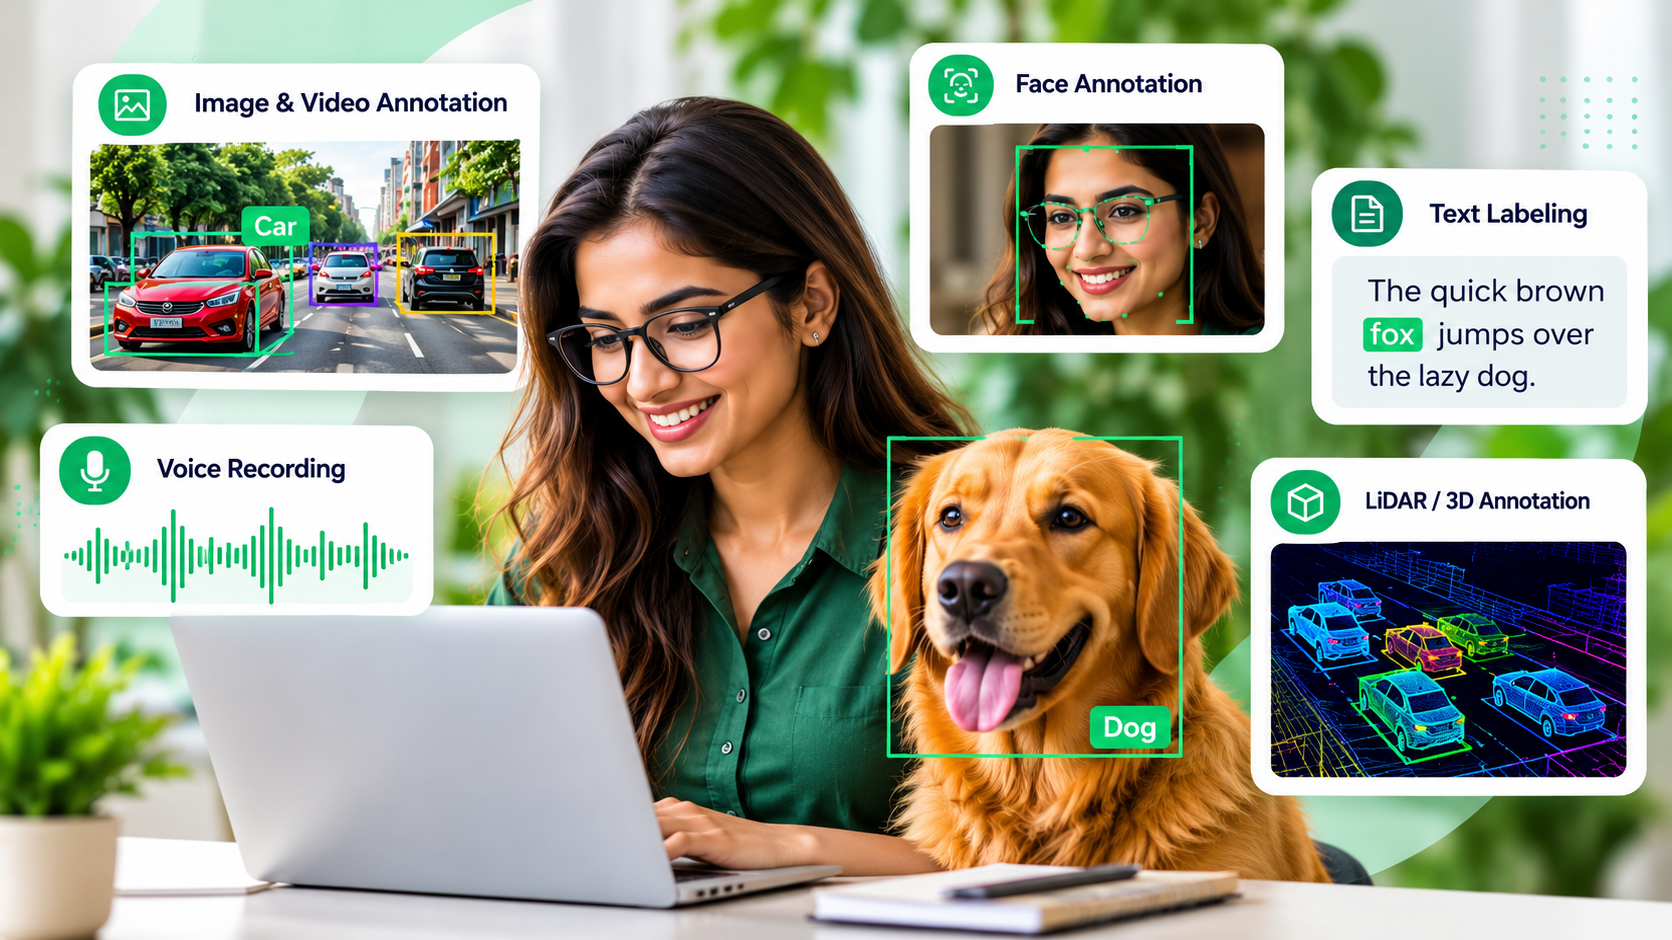 Image & Video Annotation
Car
Voice Recording
Face Annotation
Text Labeling
The quick brown
fox jumps over
the lazy dog.
Dog
LiDAR / 3D Annotation